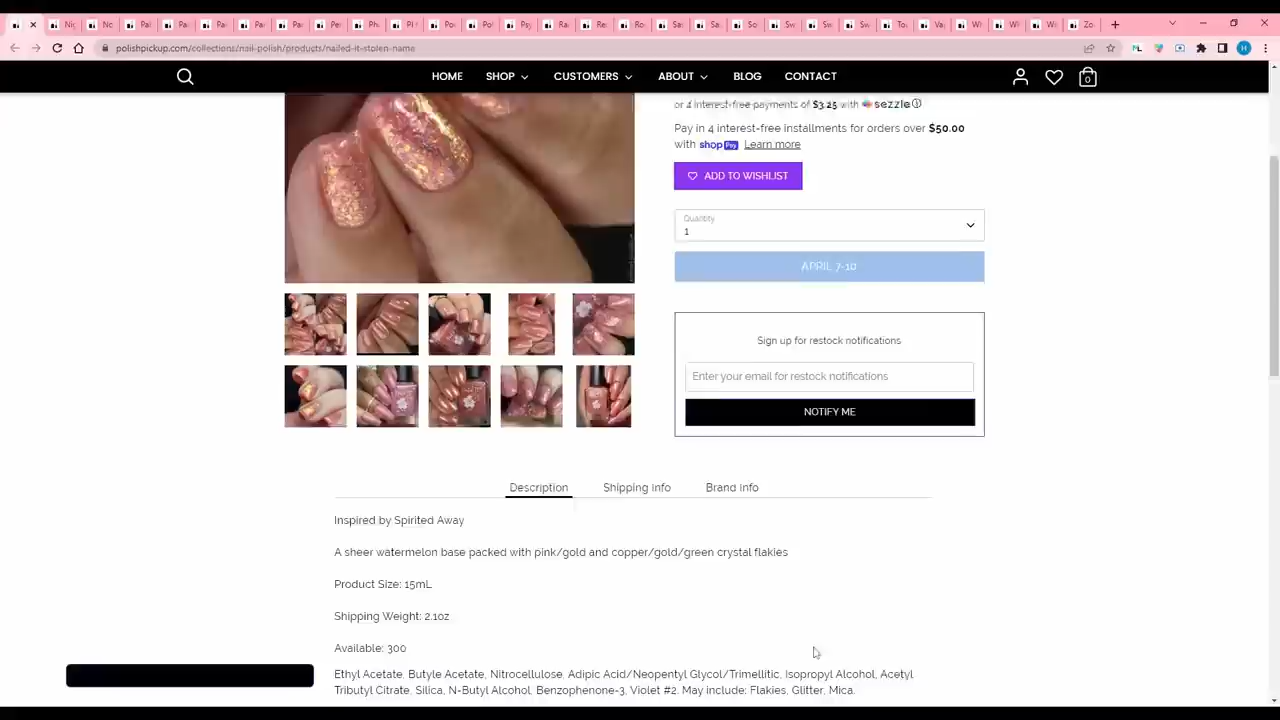 polishpickup.com/collections/nail-polish/products/nailed-it-stolen-name
HOME SHOP CUSTOMERS ABOUT BLOG CONTACT
0
or 4 interest-free payments of $3.25 with sezzle
Pay in 4 interest-free installments for orders over $50.00
with shop Pay Learn more
ADD TO WISHLIST
Quantity
1
APRIL 7-10
Sign up for restock notifications
Enter your email for restock notifications
NOTIFY ME
Description Shipping Info Brand Info
Inspired by Spirited Away
A sheer watermelon base packed with pink/gold and copper/gold/green crystal flakies
Product Size: 15mL
Shipping Weight: 2.1oz
Available: 300
Ethyl Acetate, Butyle Acetate, Nitrocellulose, Adipic Acid/Neopentyl Glycol/Trimellitic, Isopropyl Alcohol, Acetyl
Tributyl Citrate, Silica, N-Butyl Alcohol, Benzophenone-3, Violet #2. May include: Flakies, Glitter, Mica.